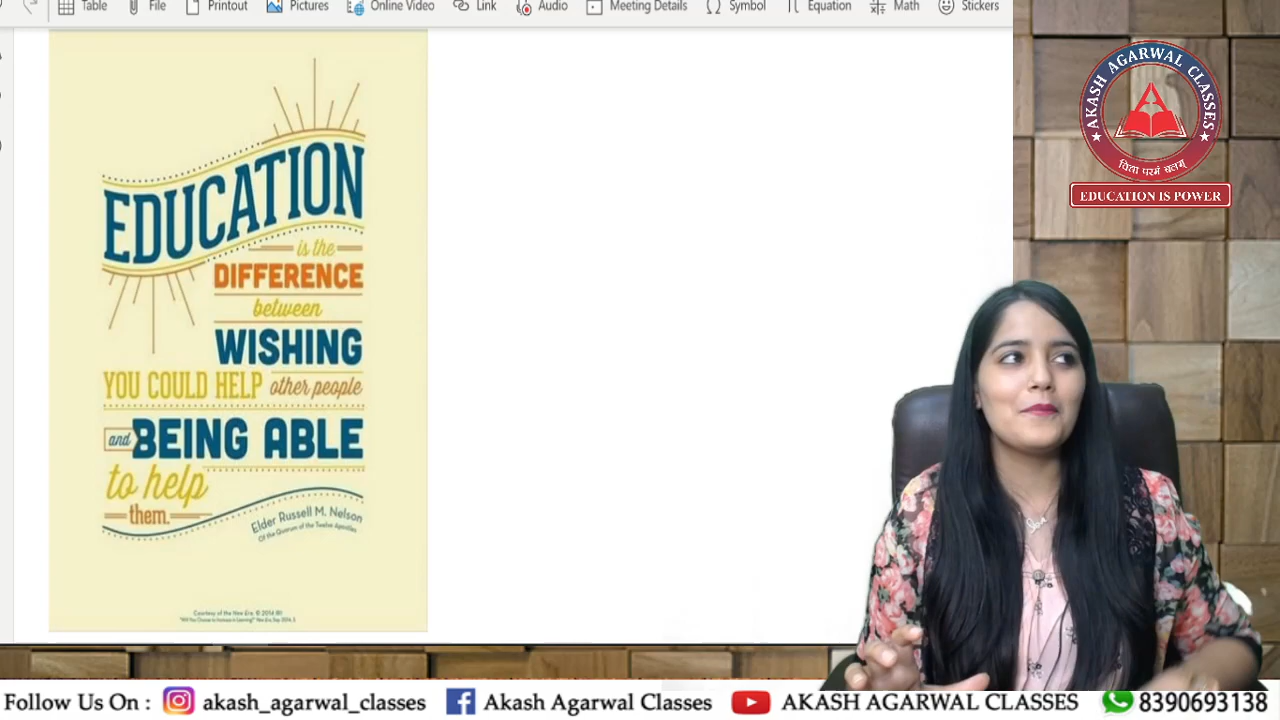 Table File Printout Pictures Online Video Link Audio Meeting Details Symbol Equation Math Stickers
EDUCATION
is the
DIFFERENCE
between
WISHING
YOU COULD HELP other people
and BEING ABLE
to help
them.
Elder Russell M. Nelson
Of the Quorum of the Twelve Apostles
AKASH AGARWAL CLASSES
विद्या परमं बलम्
EDUCATION IS POWER
Follow Us On : akash_agarwal_classes Akash Agarwal Classes AKASH AGARWAL CLASSES 8390693138